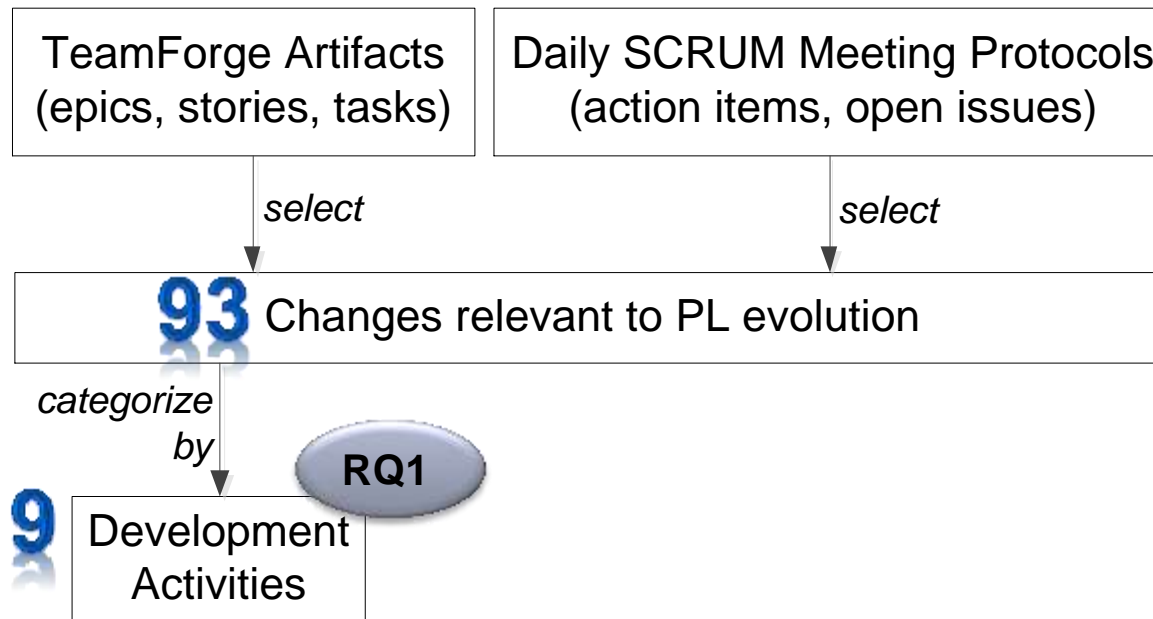 TeamForge Artifacts
(epics, stories, tasks)
Daily SCRUM Meeting Protocols
(action items, open issues)
select
select
93 Changes relevant to PL evolution
categorize
by
RQ1
9 Development
Activities